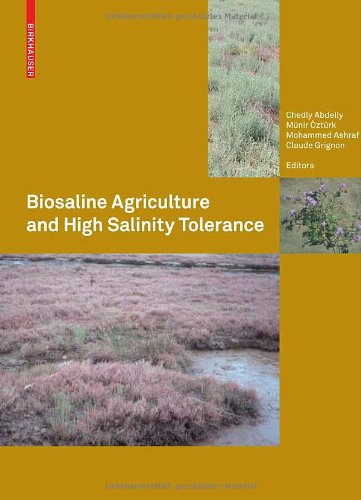 Urheberrechtlich geschütztes Material
BIRKHAUSER
Chedly Abdelly
Münir Öztürk
Mohammed Ashraf
Claude Grignon
Editors
Biosaline Agriculture
and High Salinity Tolerance
Urheberrechtlich geschütztes Material